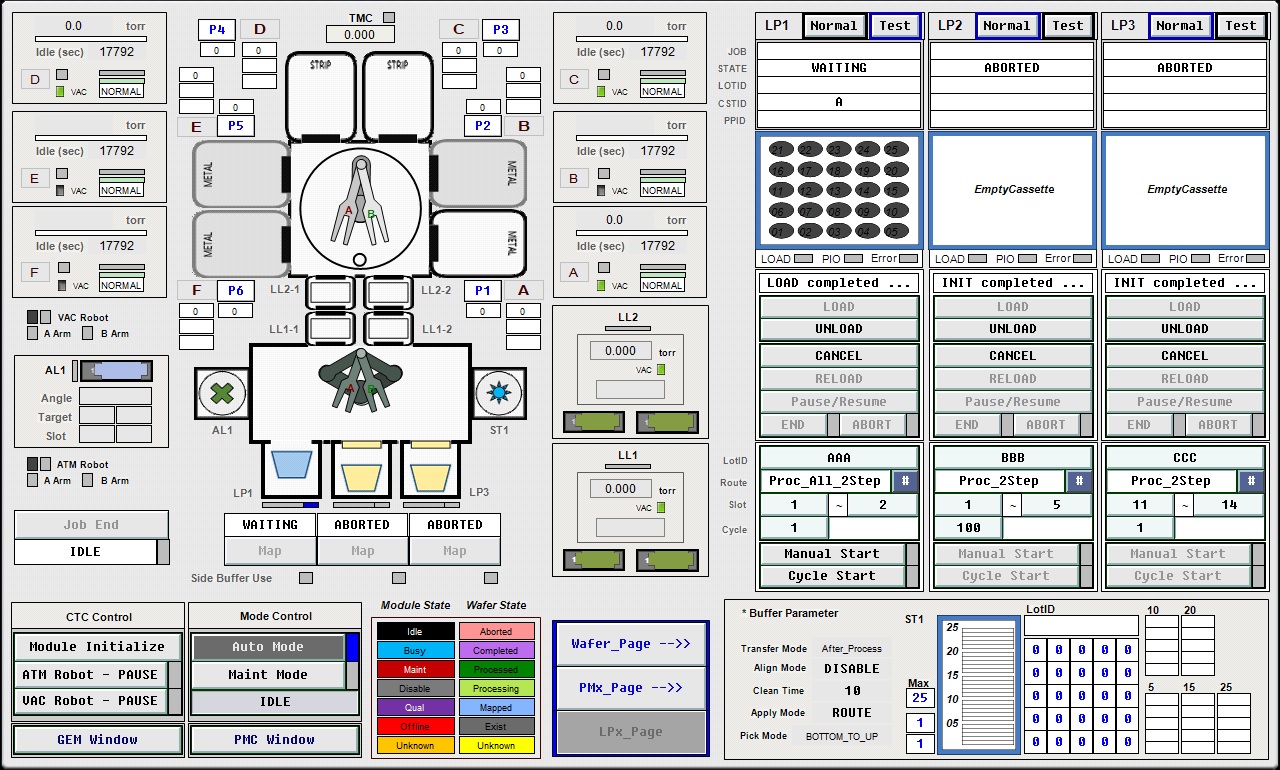 0.0 torr
Idle (sec) 17792
D VAC NORMAL
torr
Idle (sec) 17792
E VAC NORMAL
torr
Idle (sec) 17792
F VAC NORMAL
VAC Robot
A Arm B Arm
AL1
Angle
Target
Slot
ATM Robot
A Arm B Arm
Job End
IDLE
TMC
0.000
P4 D
0 0
0
0
E P5
C P3
0 0
0
0
P2 B
STRIP STRIP
METAL METAL
METAL METAL
A B
F P6
0 0
LL2-1 LL2-2
P1 A
0 0
LL1-1 LL1-2
A B
AL1 ST1
LP1 LP3
WAITING ABORTED ABORTED
Map Map Map
Side Buffer Use
0.0 torr
Idle (sec) 17792
C VAC NORMAL
torr
Idle (sec) 17792
B VAC NORMAL
0.0 torr
Idle (sec) 17792
A VAC NORMAL
LL2
0.000 torr
VAC
LL1
0.000 torr
VAC
LP1 Normal Test LP2 Normal Test LP3 Normal Test
JOB
STATE WAITING ABORTED ABORTED
LOTID
CSTID A
PPID
21 22 23 24 25
16 17 18 19 20
11 12 13 14 15
06 07 08 09 10
01 02 03 04 05
EmptyCassette EmptyCassette
LOAD PIO Error LOAD PIO Error LOAD PIO Error
LOAD completed ... INIT completed ... INIT completed ...
LOAD LOAD LOAD
UNLOAD UNLOAD UNLOAD
CANCEL CANCEL CANCEL
RELOAD RELOAD RELOAD
Pause/Resume Pause/Resume Pause/Resume
END ABORT END ABORT END ABORT
LotID AAA BBB CCC
Route Proc_All_2Step # Proc_2Step # Proc_2Step #
Slot 1 ~ 2 1 ~ 5 11 ~ 14
Cycle 1 100 1
Manual Start Manual Start Manual Start
Cycle Start Cycle Start Cycle Start
CTC Control
Module Initialize
ATM Robot - PAUSE
VAC Robot - PAUSE
GEM Window
Mode Control
Auto Mode
Maint Mode
IDLE
PMC Window
Module State Wafer State
Idle Aborted
Busy Completed
Maint Processed
Disable Processing
Qual Mapped
Offline Exist
Unknown Unknown
Wafer_Page -->>
PMx_Page -->>
LPx_Page
* Buffer Parameter
Transfer Mode After_Process
Align Mode DISABLE
Clean Time 10
Apply Mode ROUTE
Pick Mode BOTTOM_TO_UP
ST1
Max
25
1
1
25
20
15
10
05
LotID
0 0 0 0 0
0 0 0 0 0
0 0 0 0 0
0 0 0 0 0
0 0 0 0 0
10 20
5 15 25